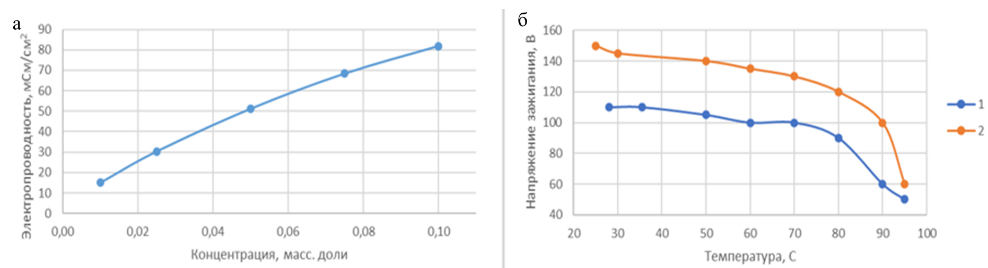 а
Электропроводность, мСм/см²
90
80
70
60
50
40
30
20
10
0
0,00 0,02 0,04 0,06 0,08 0,10
Концентрация, масс. доли
б
Напряжение зажигания, В
160
140
120
100
80
60
40
20 30 40 50 60 70 80 90 100
Температура, С
1
2